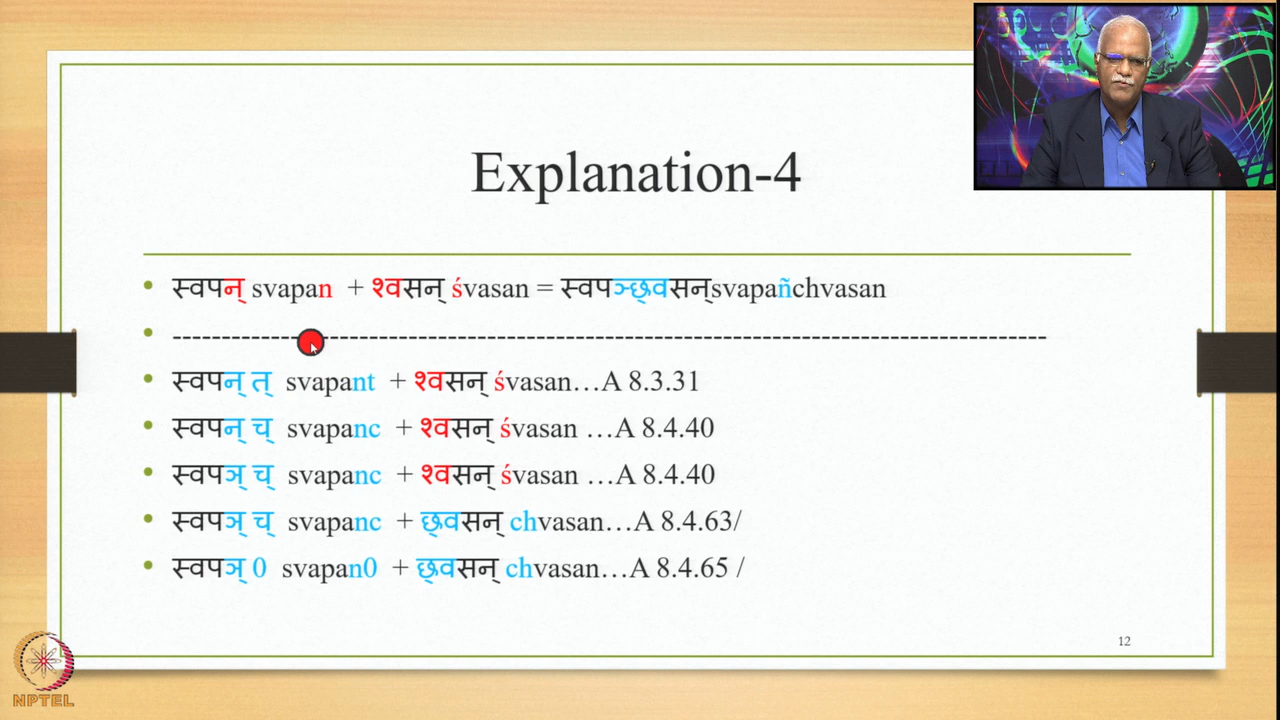 Explanation-4
• स्वपन् svapan + श्वसन् śvasan = स्वपञ्छ्वसन्svapañchvasan
• -------------------------------------------------------------------------------------------
• स्वपन् त् svapant + श्वसन् śvasan…A 8.3.31
• स्वपन् च् svapanc + श्वसन् śvasan …A 8.4.40
• स्वपञ् च् svapanc + श्वसन् śvasan …A 8.4.40
• स्वपञ् च् svapanc + छ्वसन् chvasan…A 8.4.63/
• स्वपञ् 0 svapan0 + छ्वसन् chvasan…A 8.4.65 /
12
NPTEL